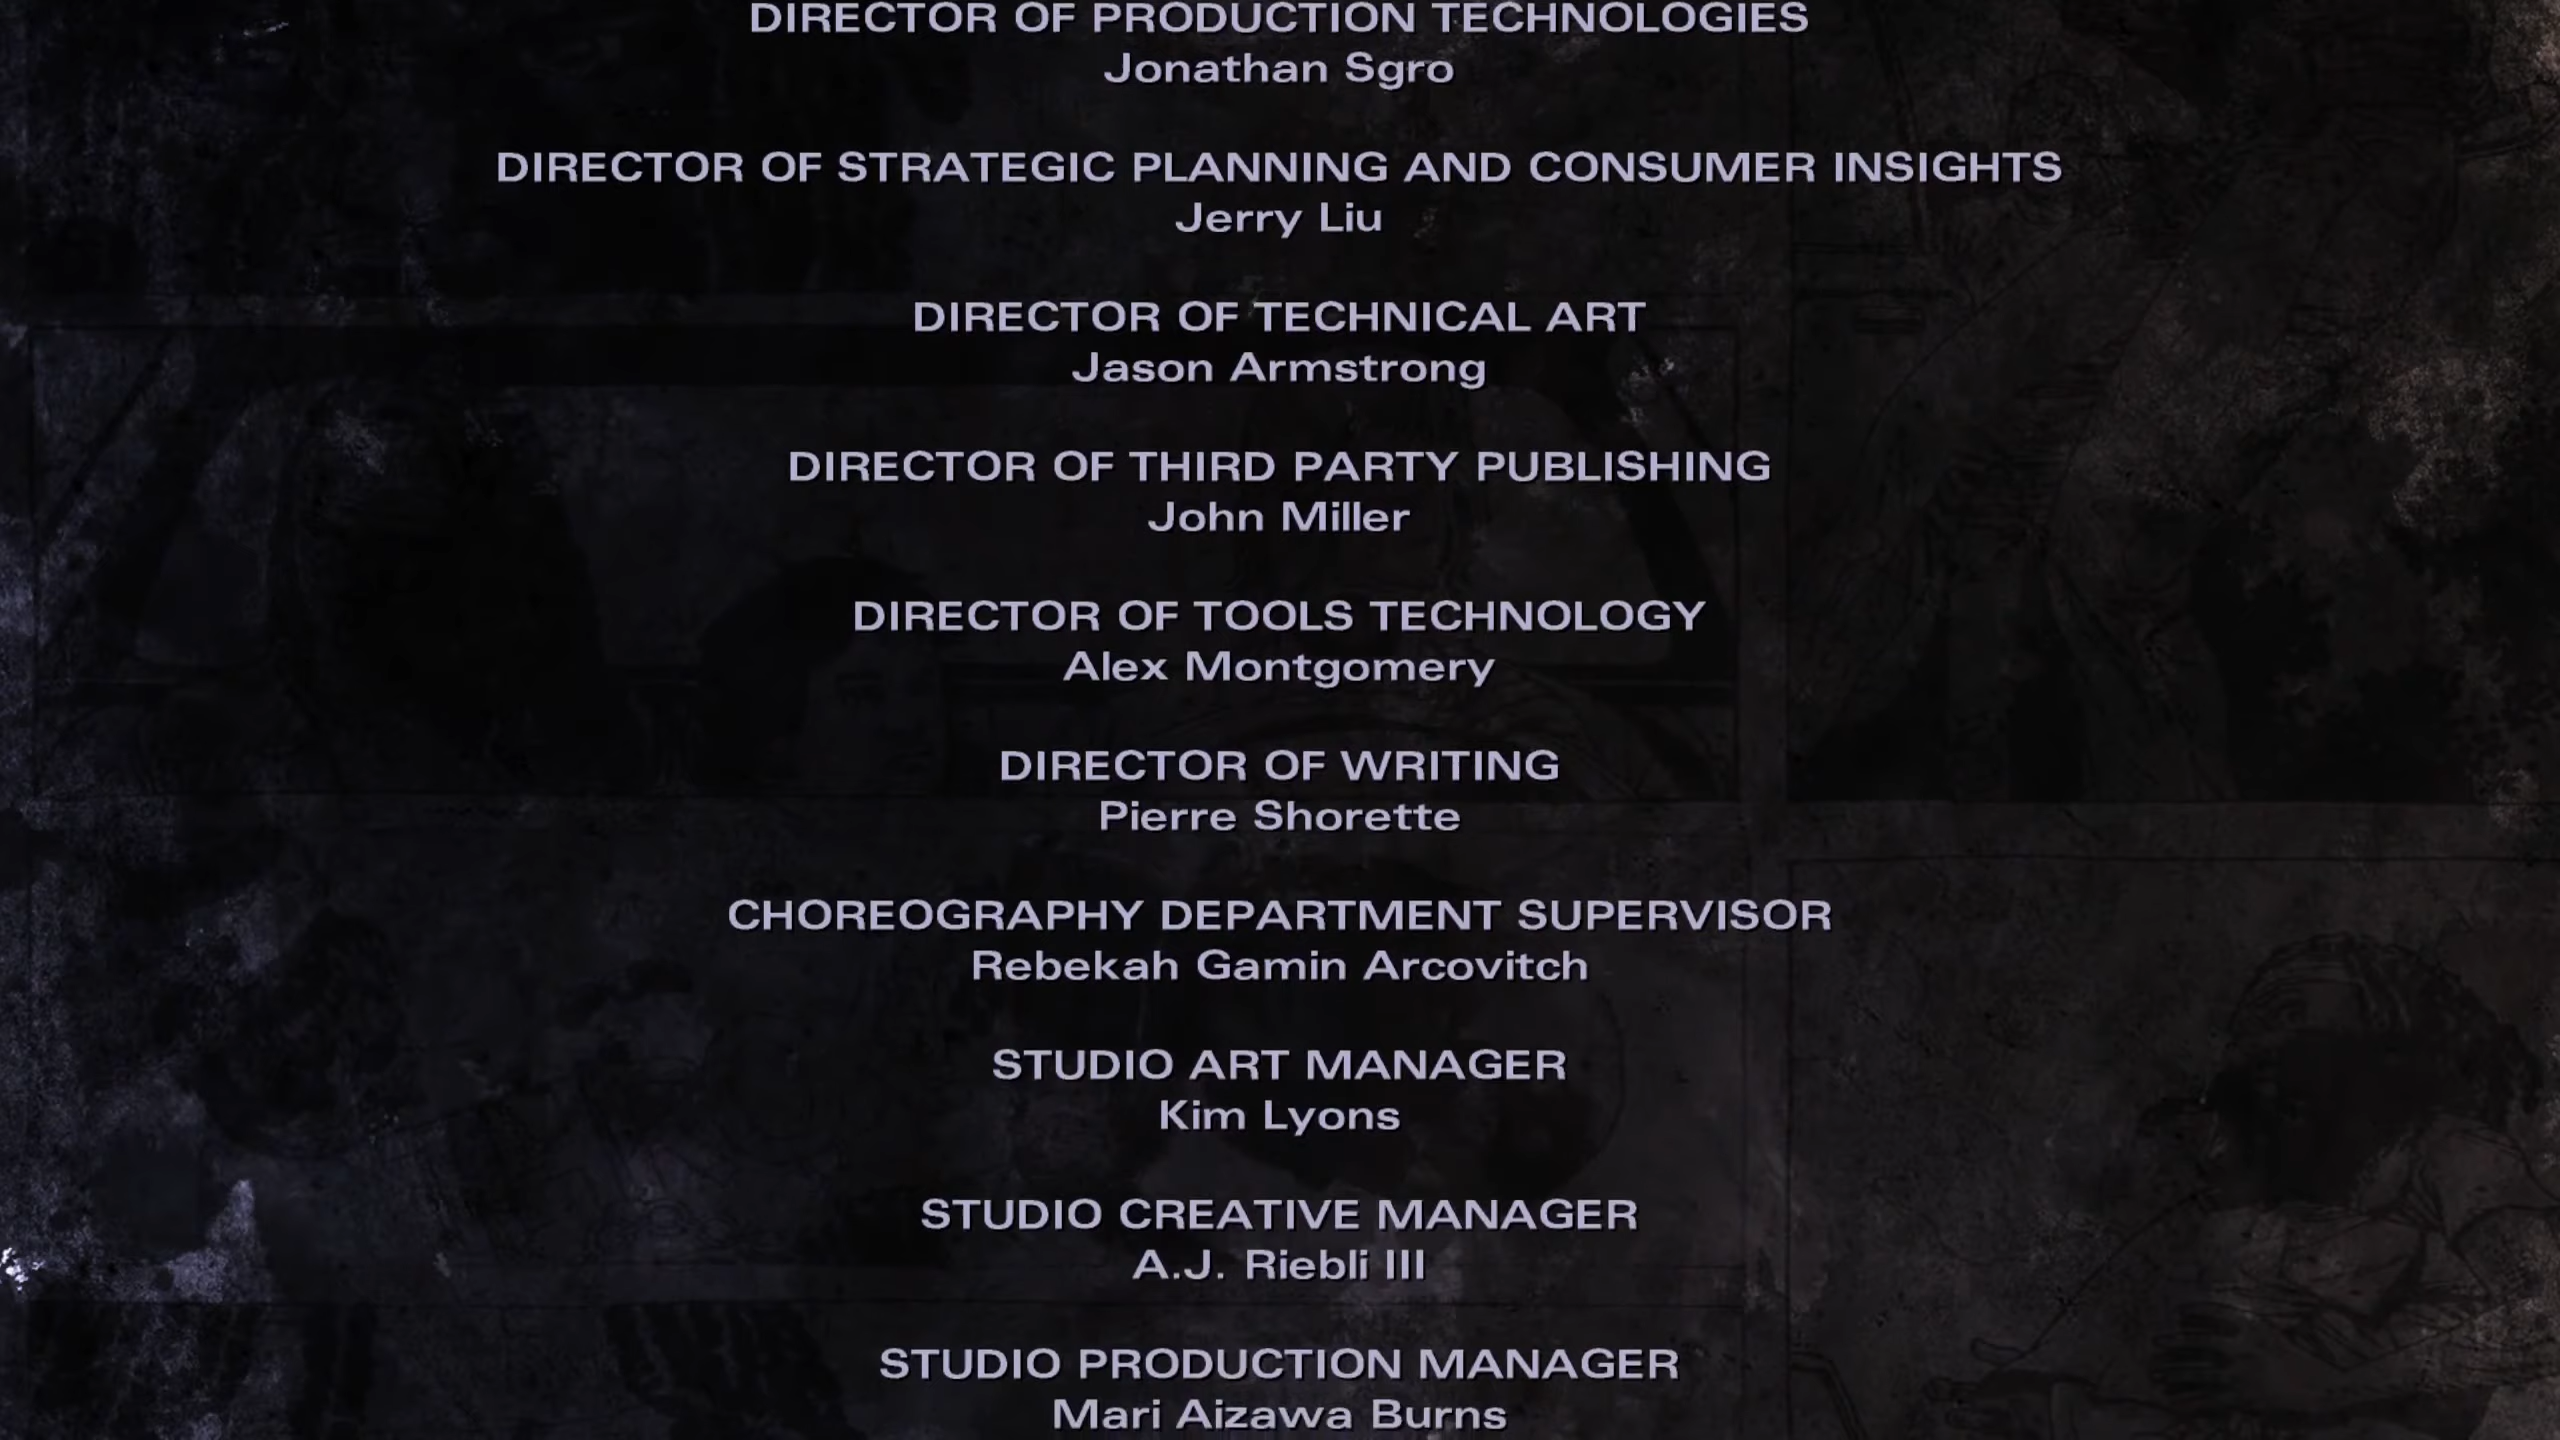 DIRECTOR OF PRODUCTION TECHNOLOGIES
Jonathan Sgro
DIRECTOR OF STRATEGIC PLANNING AND CONSUMER INSIGHTS
Jerry Liu
DIRECTOR OF TECHNICAL ART
Jason Armstrong
DIRECTOR OF THIRD PARTY PUBLISHING
John Miller
DIRECTOR OF TOOLS TECHNOLOGY
Alex Montgomery
DIRECTOR OF WRITING
Pierre Shorette
CHOREOGRAPHY DEPARTMENT SUPERVISOR
Rebekah Gamin Arcovitch
STUDIO ART MANAGER
Kim Lyons
STUDIO CREATIVE MANAGER
A.J. Riebli III
STUDIO PRODUCTION MANAGER
Mari Aizawa Burns